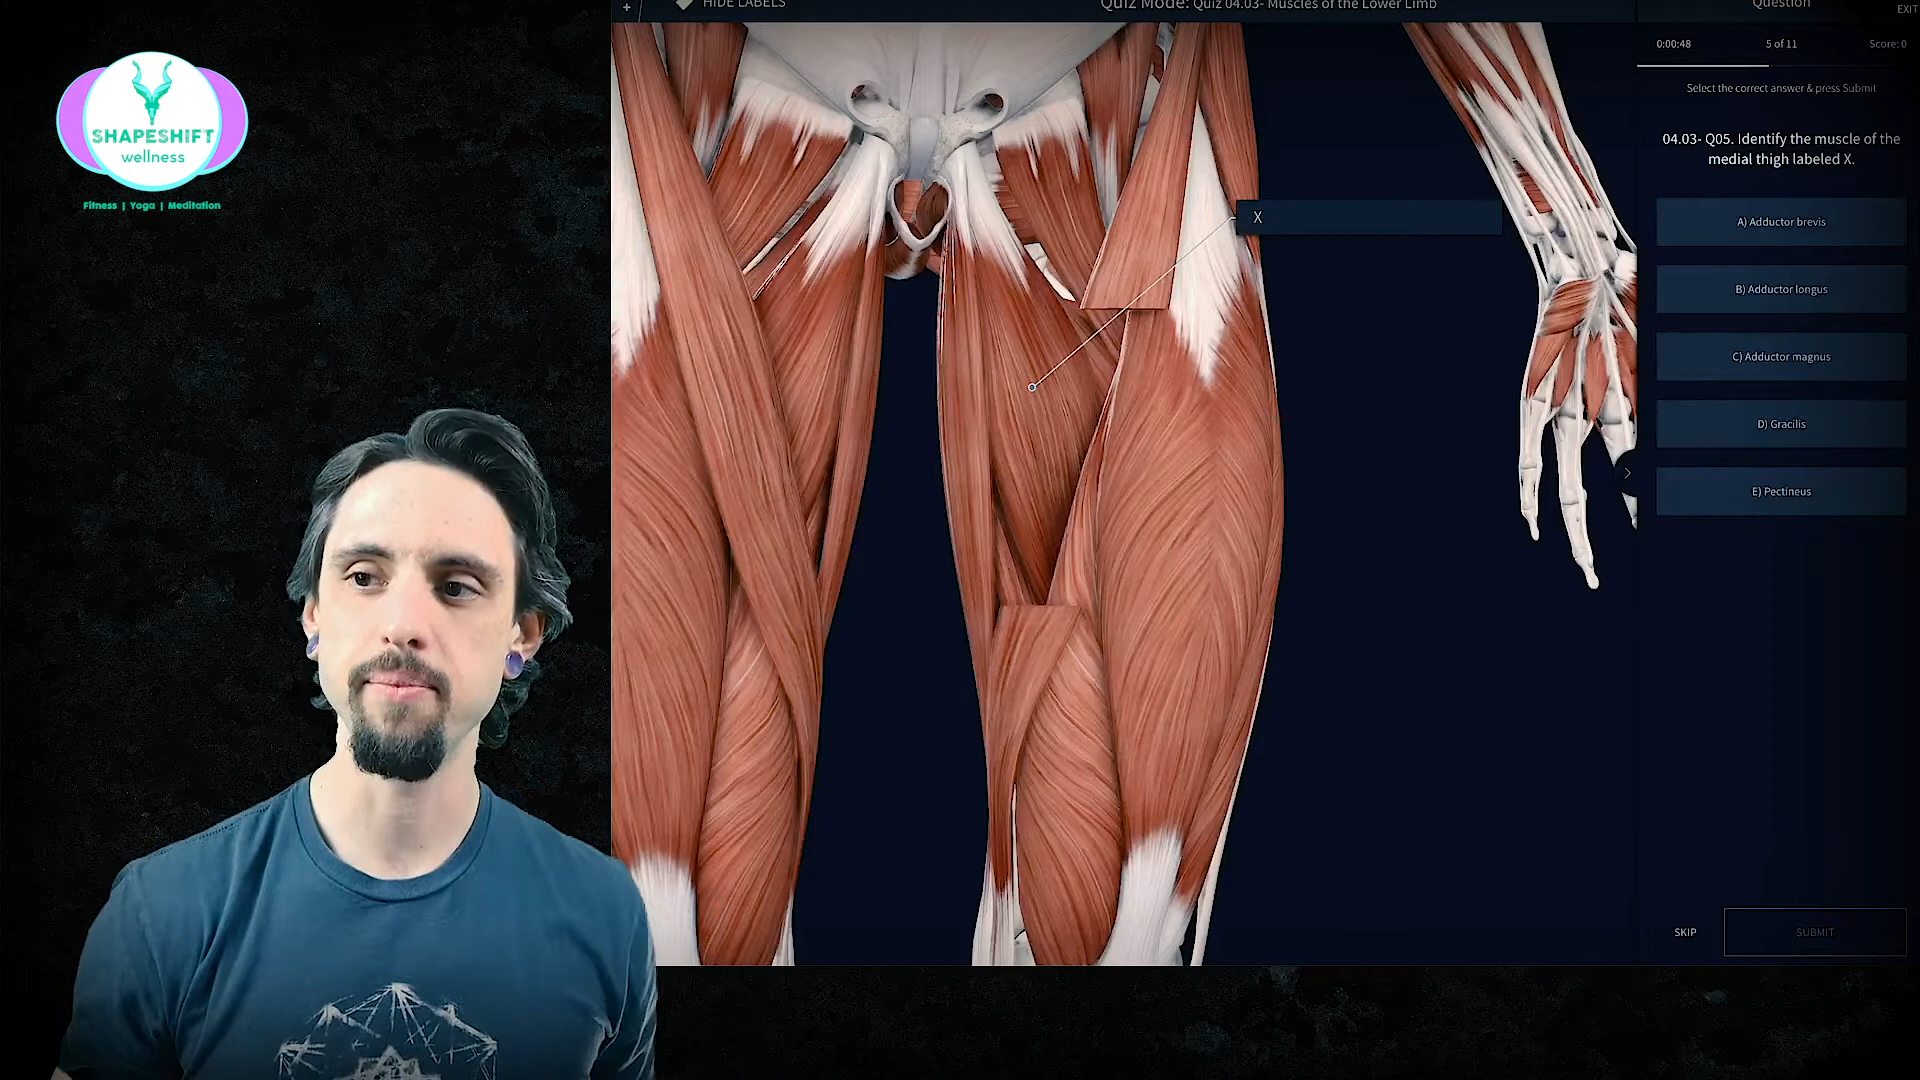 SHAPESHIFT
wellness
Fitness | Yoga | Meditation
+
HIDE LABELS
Quiz Mode: Quiz 04.03- Muscles of the Lower Limb
Question
EXIT
0:00:48
5 of 11
Score: 0
Select the correct answer & press Submit
04.03- Q05. Identify the muscle of the
medial thigh labeled X.
X
A) Adductor brevis
B) Adductor longus
C) Adductor magnus
D) Gracilis
E) Pectineus
SKIP
SUBMIT